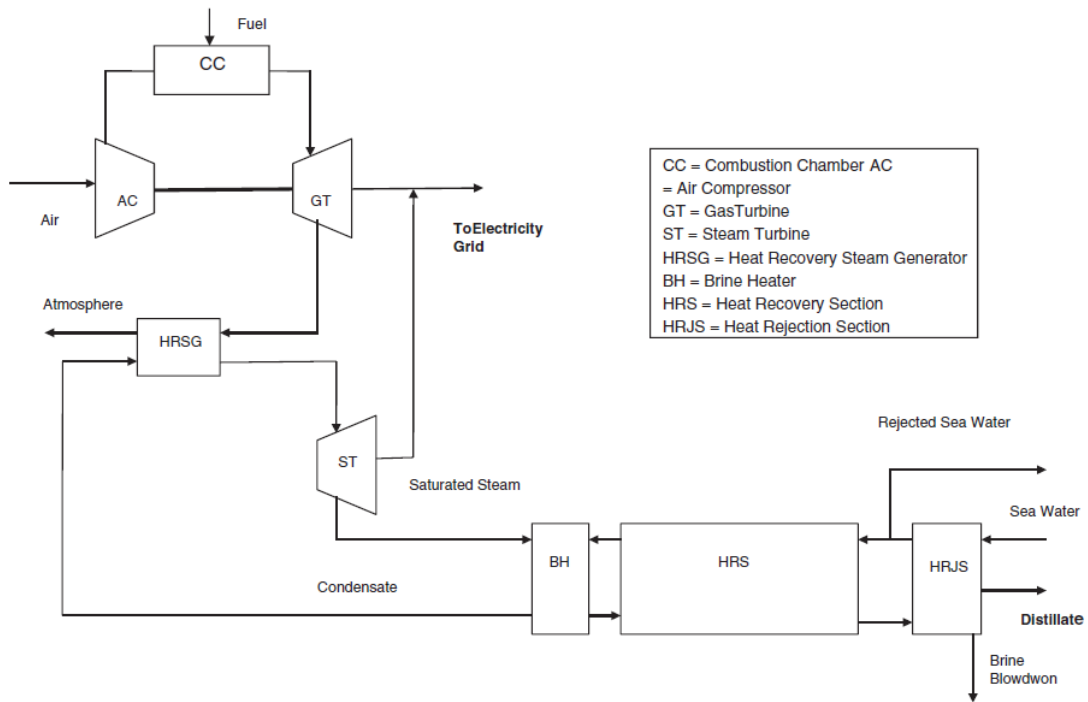 Fuel
CC
AC
GT
Air
ToElectricity
Grid
CC = Combustion Chamber AC
= Air Compressor
GT = GasTurbine
ST = Steam Turbine
HRSG = Heat Recovery Steam Generator
BH = Brine Heater
HRS = Heat Recovery Section
HRJS = Heat Rejection Section
Atmosphere
HRSG
ST
Saturated Steam
Rejected Sea Water
Sea Water
BH
HRS
HRJS
Condensate
Distillate
Brine
Blowdwon